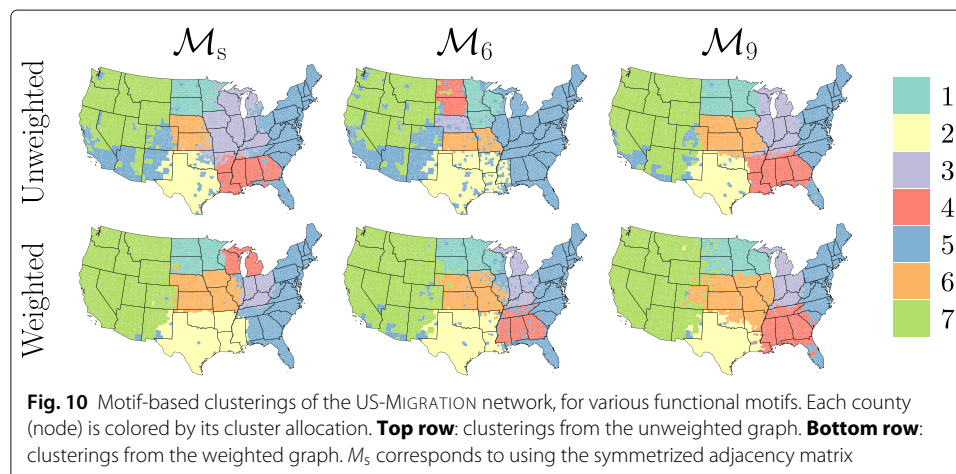 𝓜s 𝓜6 𝓜9
Unweighted
Weighted
1
2
3
4
5
6
7
Fig. 10 Motif-based clusterings of the US-MIGRATION network, for various functional motifs. Each county
(node) is colored by its cluster allocation. Top row: clusterings from the unweighted graph. Bottom row:
clusterings from the weighted graph. Ms corresponds to using the symmetrized adjacency matrix